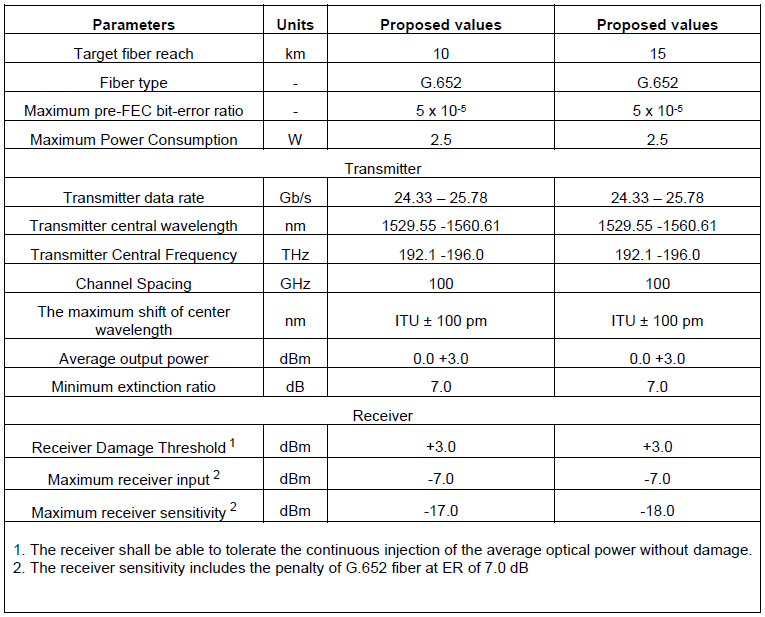 Parameters Units Proposed values Proposed values
Target fiber reach km 10 15
Fiber type - G.652 G.652
Maximum pre-FEC bit-error ratio - 5 x 10⁻⁵ 5 x 10⁻⁵
Maximum Power Consumption W 2.5 2.5
Transmitter
Transmitter data rate Gb/s 24.33 – 25.78 24.33 – 25.78
Transmitter central wavelength nm 1529.55 -1560.61 1529.55 -1560.61
Transmitter Central Frequency THz 192.1 -196.0 192.1 -196.0
Channel Spacing GHz 100 100
The maximum shift of center
wavelength nm ITU ± 100 pm ITU ± 100 pm
Average output power dBm 0.0 +3.0 0.0 +3.0
Minimum extinction ratio dB 7.0 7.0
Receiver
Receiver Damage Threshold ¹ dBm +3.0 +3.0
Maximum receiver input ² dBm -7.0 -7.0
Maximum receiver sensitivity ² dBm -17.0 -18.0
1. The receiver shall be able to tolerate the continuous injection of the average optical power without damage.
2. The receiver sensitivity includes the penalty of G.652 fiber at ER of 7.0 dB